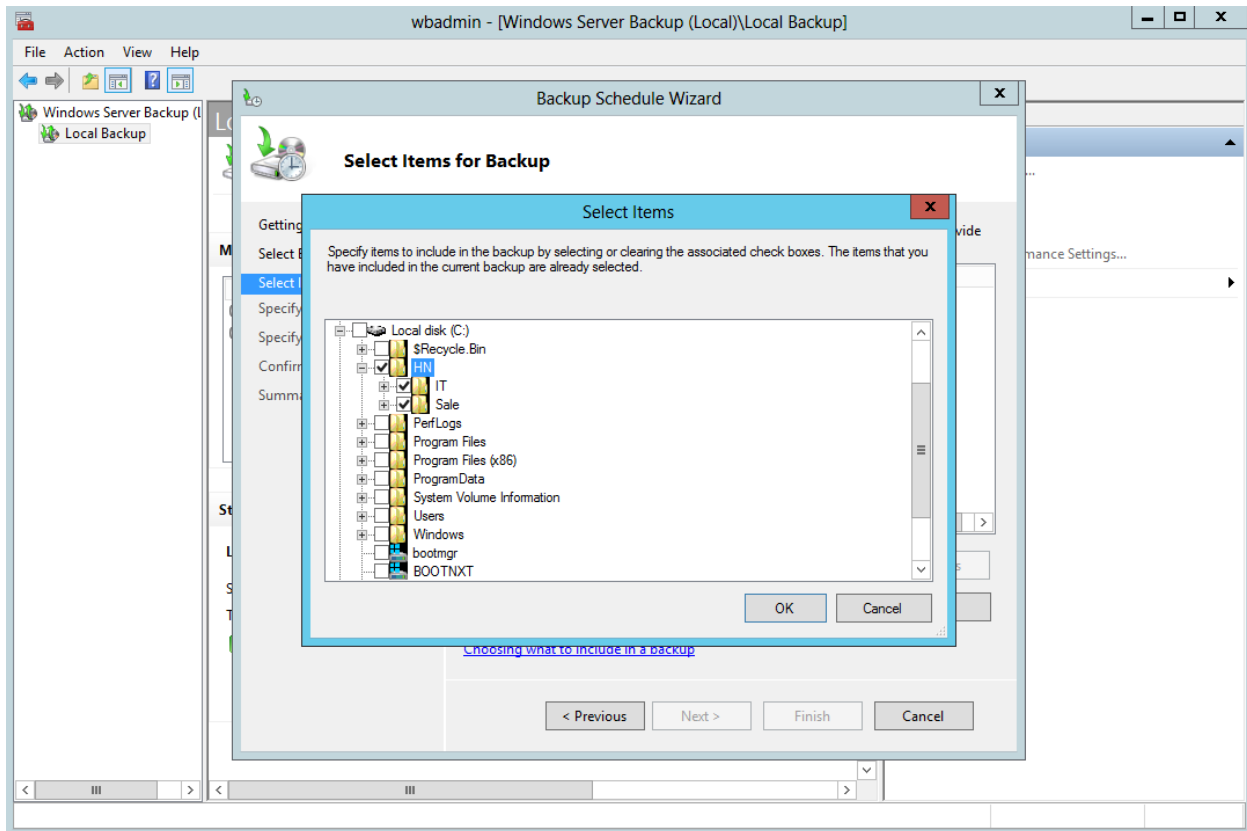 wbadmin - [Windows Server Backup (Local)\Local Backup]
File Action View Help
Windows Server Backup (L
Local Backup
Lo
Backup Schedule Wizard
Select Items for Backup
Getting
Select B
Select I
Specify
Specify
Confirm
Summa
vide
M
St
L
S
T
...
mance Settings...
Select Items
Specify items to include in the backup by selecting or clearing the associated check boxes. The items that you
have included in the current backup are already selected.
Local disk (C:)
$Recycle.Bin
HN
IT
Sale
PerfLogs
Program Files
Program Files (x86)
ProgramData
System Volume Information
Users
Windows
bootmgr
BOOTNXT
OK Cancel
s
Choosing what to include in a backup
< Previous Next > Finish Cancel